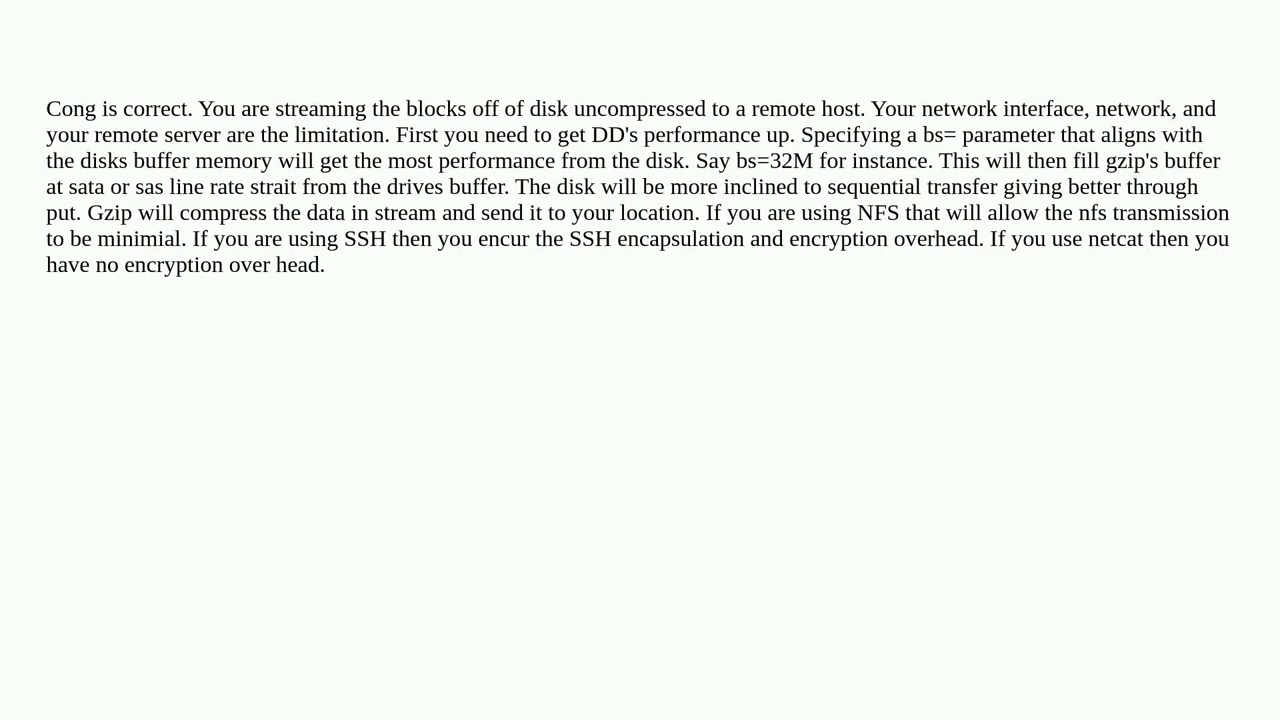 Cong is correct. You are streaming the blocks off of disk uncompressed to a remote host. Your network interface, network, and
your remote server are the limitation. First you need to get DD's performance up. Specifying a bs= parameter that aligns with
the disks buffer memory will get the most performance from the disk. Say bs=32M for instance. This will then fill gzip's buffer
at sata or sas line rate strait from the drives buffer. The disk will be more inclined to sequential transfer giving better through
put. Gzip will compress the data in stream and send it to your location. If you are using NFS that will allow the nfs transmission
to be minimial. If you are using SSH then you encur the SSH encapsulation and encryption overhead. If you use netcat then you
have no encryption over head.